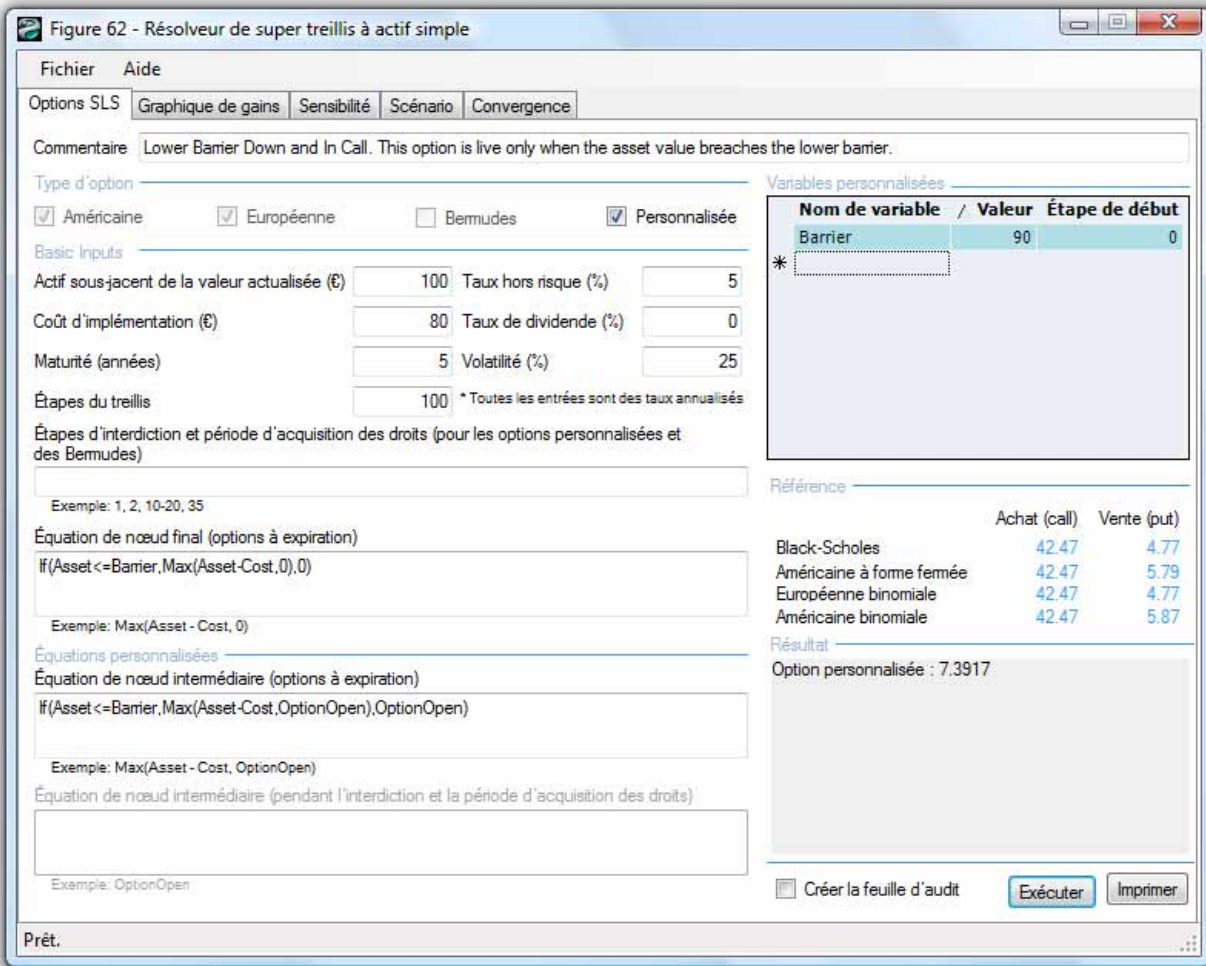 Figure 62 - Résolveur de super treillis à actif simple
Fichier Aide
Options SLS Graphique de gains Sensibilité Scénario Convergence
Commentaire Lower Barrier Down and In Call. This option is live only when the asset value breaches the lower barrier.
Type d'option
Américaine Européenne Bermudes Personnalisée
Basic Inputs
Actif sous-jacent de la valeur actualisée (€) 100 Taux hors risque (%) 5
Coût d'implémentation (€) 80 Taux de dividende (%) 0
Maturité (années) 5 Volatilité (%) 25
Étapes du treillis 100 * Toutes les entrées sont des taux annualisés
Étapes d'interdiction et période d'acquisition des droits (pour les options personnalisées et
des Bermudes)
Exemple: 1, 2, 10-20, 35
Équation de nœud final (options à expiration)
If(Asset<=Barrier,Max(Asset-Cost,0),0)
Exemple: Max(Asset - Cost, 0)
Équations personnalisées
Équation de nœud intermédiaire (options à expiration)
If(Asset<=Barrier,Max(Asset-Cost,OptionOpen),OptionOpen)
Exemple: Max(Asset - Cost, OptionOpen)
Équation de nœud intermédiaire (pendant l'interdiction et la période d'acquisition des droits)
Exemple: OptionOpen
Variables personnalisées
Nom de variable / Valeur Étape de début
Barrier 90 0
*
Référence
Achat (call) Vente (put)
Black-Scholes 42.47 4.77
Américaine à forme fermée 42.47 5.79
Européenne binomiale 42.47 4.77
Américaine binomiale 42.47 5.87
Résultat
Option personnalisée : 7.3917
Créer la feuille d'audit Exécuter Imprimer
Prêt.